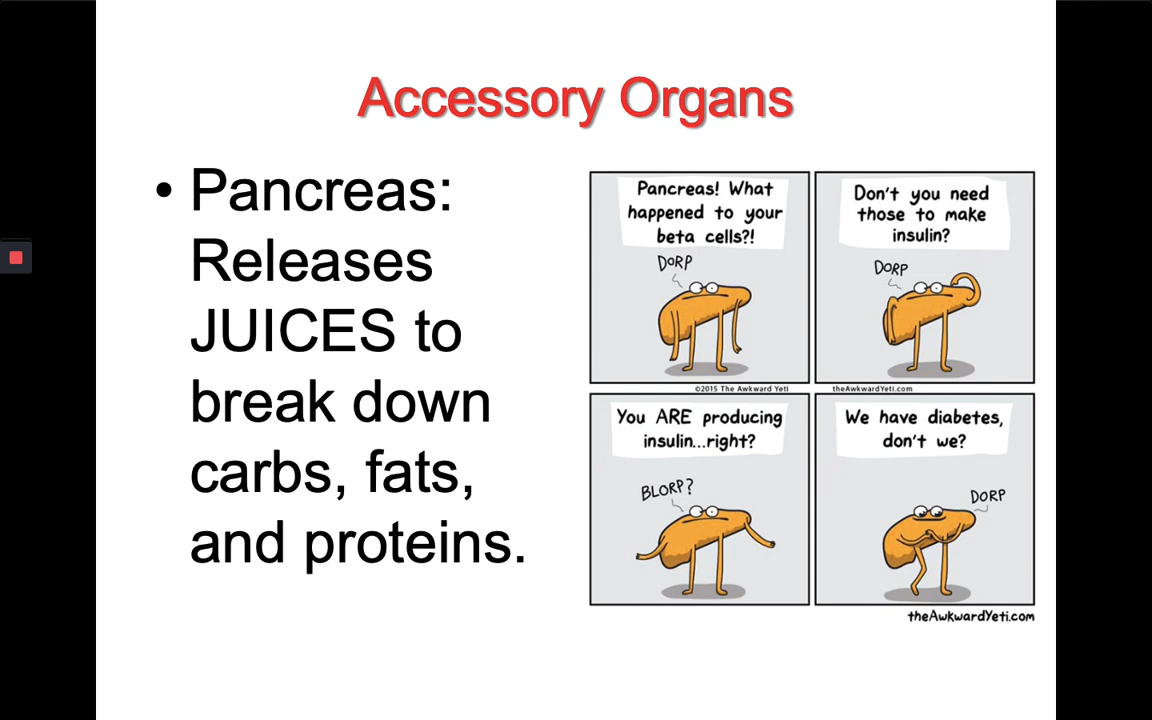 Accessory Organs
• Pancreas:
Releases
JUICES to
break down
carbs, fats,
and proteins.
Pancreas! What
happened to your
beta cells?!
DORP
Don't you need
those to make
insulin?
DORP
©2015 The Awkward Yeti
theAwkwardYeti.com
You ARE producing
insulin...right?
BLORP?
We have diabetes,
don't we?
DORP
theAwkwardYeti.com